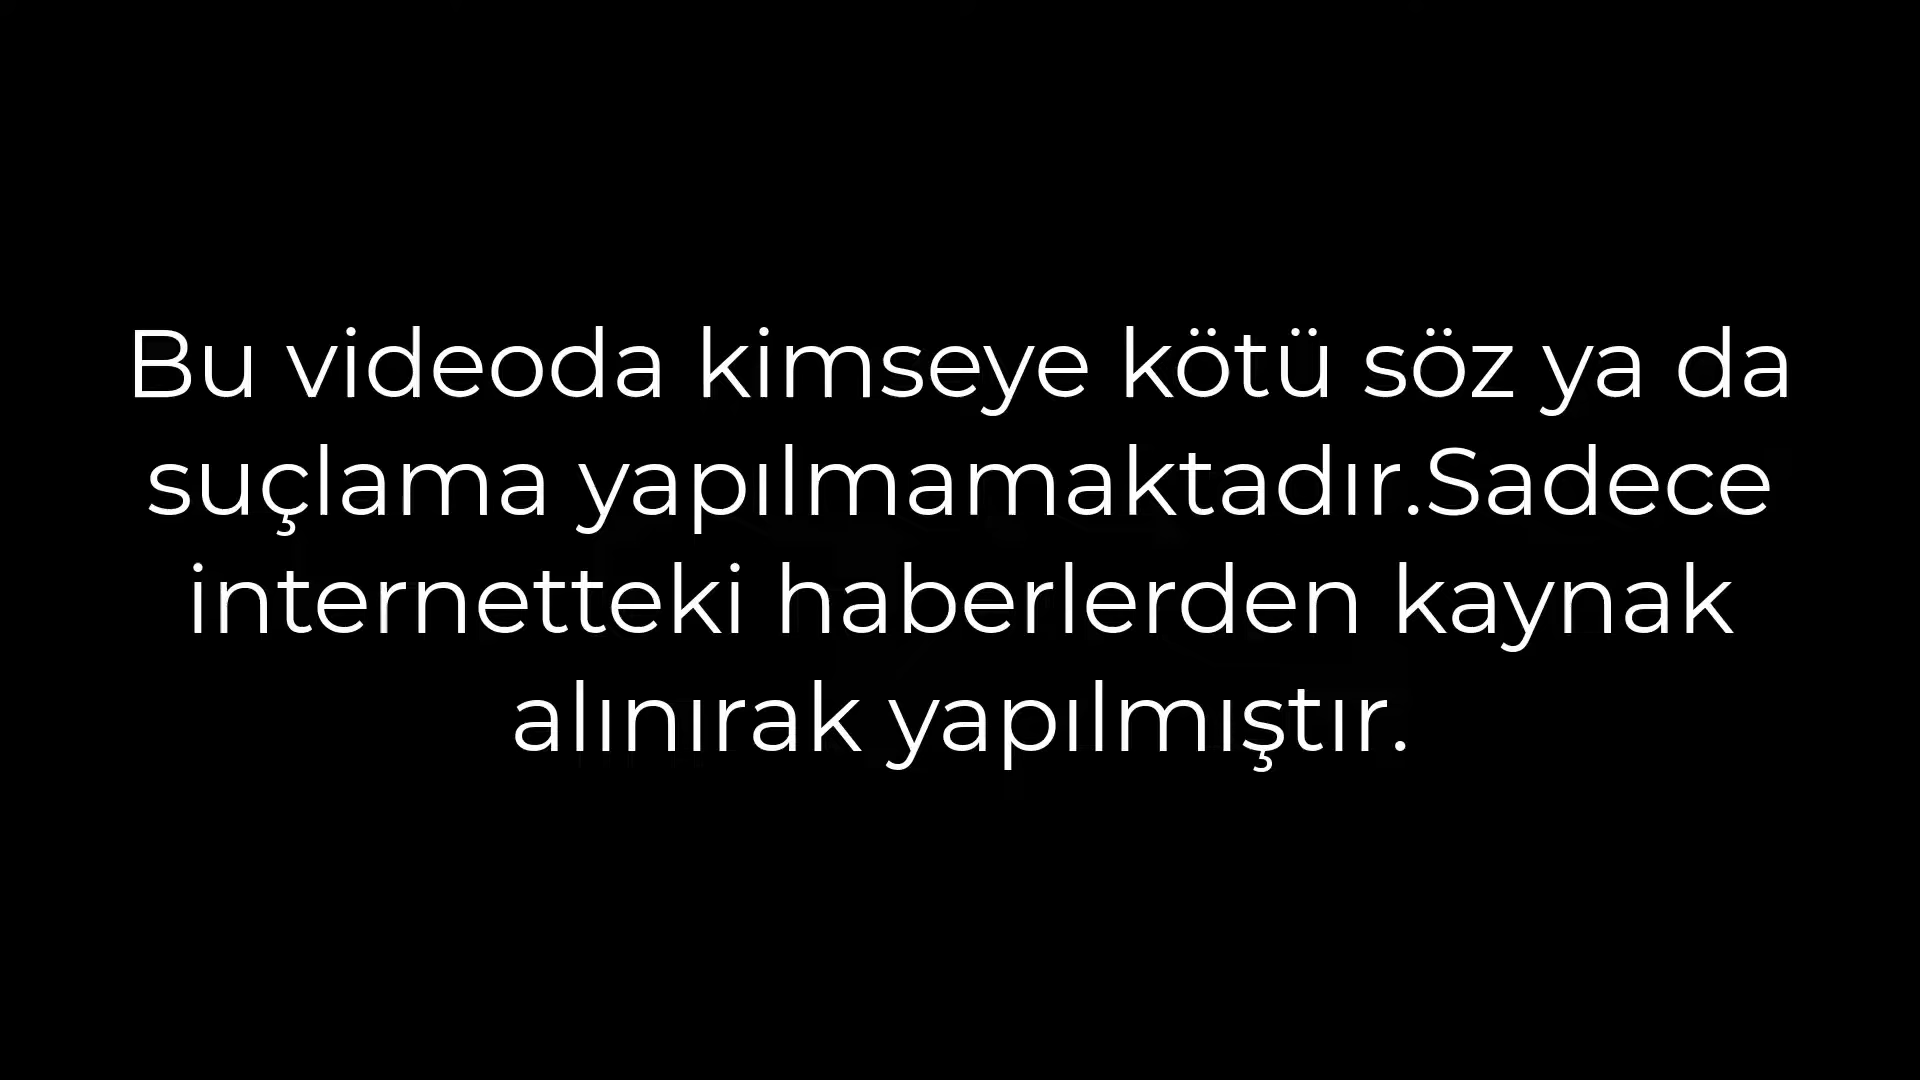 Bu videoda kimseye kötü söz ya da
suçlama yapılmamaktadır.Sadece
internetteki haberlerden kaynak
alınırak yapılmıştır.